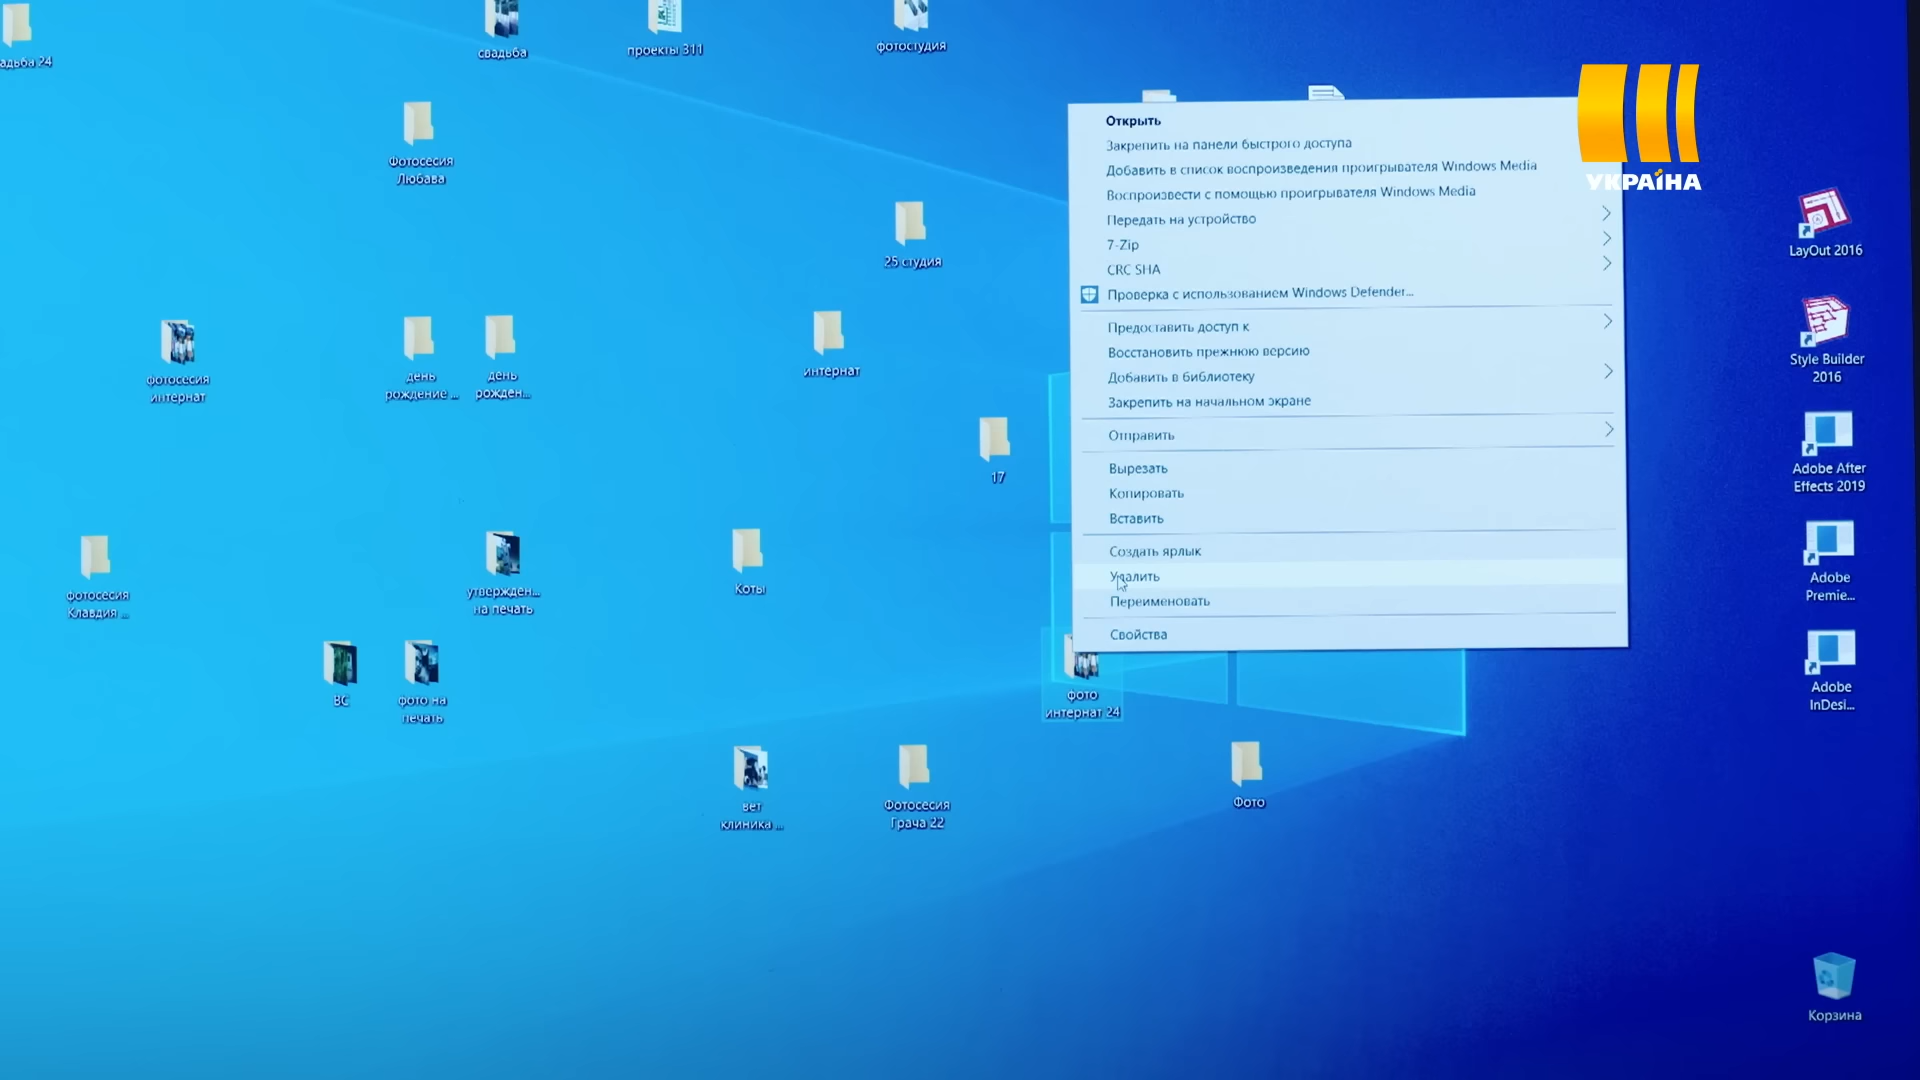 адьба 24
свадьба
проекты 311
фотостудия
Фотосесия
Любава
25 студия
фотосесия
интернат
день
рождение ...
день
рожден...
интернат
17
фотосесия
Клавдия ...
утвержден...
на печать
Коты
ВС
фото на
печать
фото
интернат 24
вет
клиника ...
Фотосесия
Грача 22
Фото
Открыть
Закрепить на панели быстрого доступа
Добавить в список воспроизведения проигрывателя Windows Media
Воспроизвести с помощью проигрывателя Windows Media
Передать на устройство
7-Zip
CRC SHA
Проверка с использованием Windows Defender...
Предоставить доступ к
Восстановить прежнюю версию
Добавить в библиотеку
Закрепить на начальном экране
Отправить
Вырезать
Копировать
Вставить
Создать ярлык
Удалить
Переименовать
Свойства
УКРАЇНА
LayOut 2016
Style Builder
2016
Adobe After
Effects 2019
Adobe
Premie...
Adobe
InDesi...
Корзина